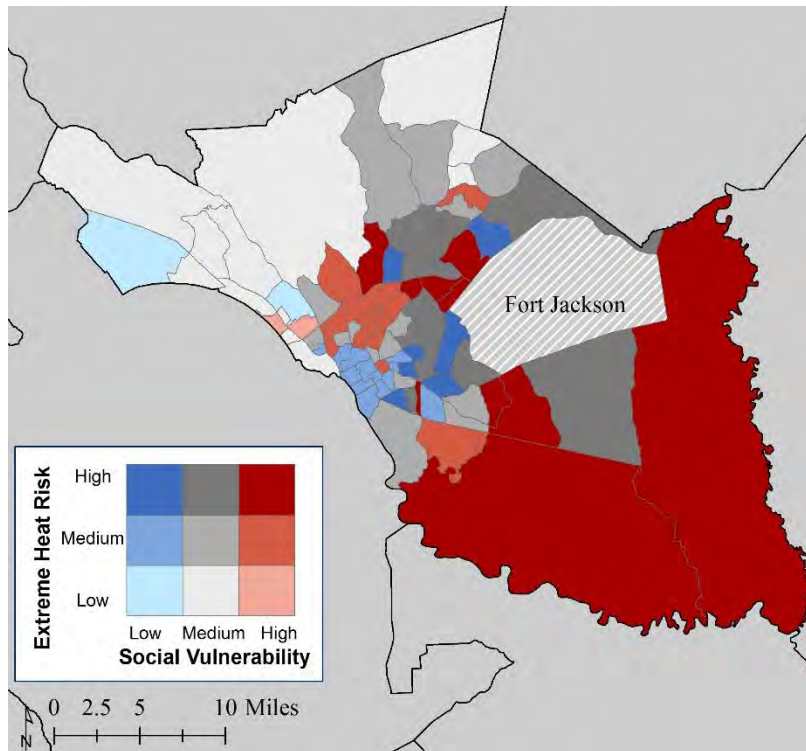 Fort Jackson
Extreme Heat Risk
High
Medium
Low
Low Medium High
Social Vulnerability
0 2.5 5 10 Miles
N